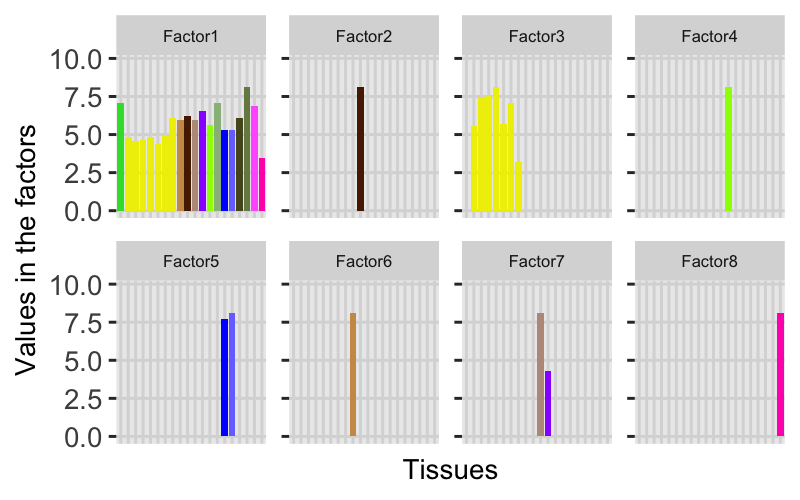 Factor1 Factor2 Factor3 Factor4
10.0
7.5
5.0
2.5
0.0
Factor5 Factor6 Factor7 Factor8
10.0
7.5
5.0
2.5
0.0
Values in the factors
Tissues